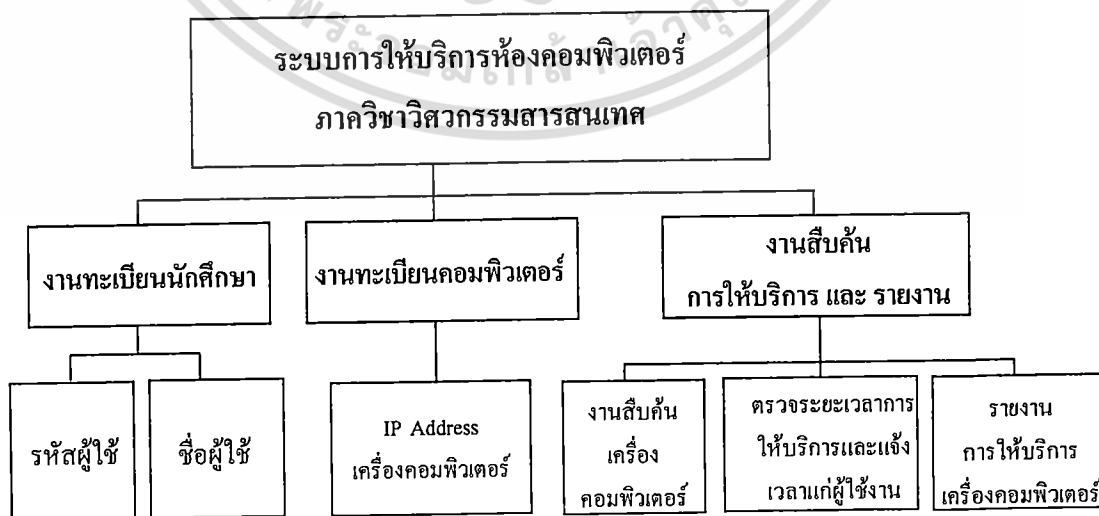 ระบบการให้บริการห้องคอมพิวเตอร์
ภาควิชาวิศวกรรมสารสนเทศ
งานทะเบียนนักศึกษา
งานทะเบียนคอมพิวเตอร์
งานสืบค้น
การให้บริการ และ รายงาน
รหัสผู้ใช้
ชื่อผู้ใช้
IP Address
เครื่องคอมพิวเตอร์
งานสืบค้น
เครื่อง
คอมพิวเตอร์
ตรวจระยะเวลาการ
ให้บริการและแจ้ง
เวลาแก่ผู้ใช้งาน
รายงาน
การให้บริการ
เครื่องคอมพิวเตอร์